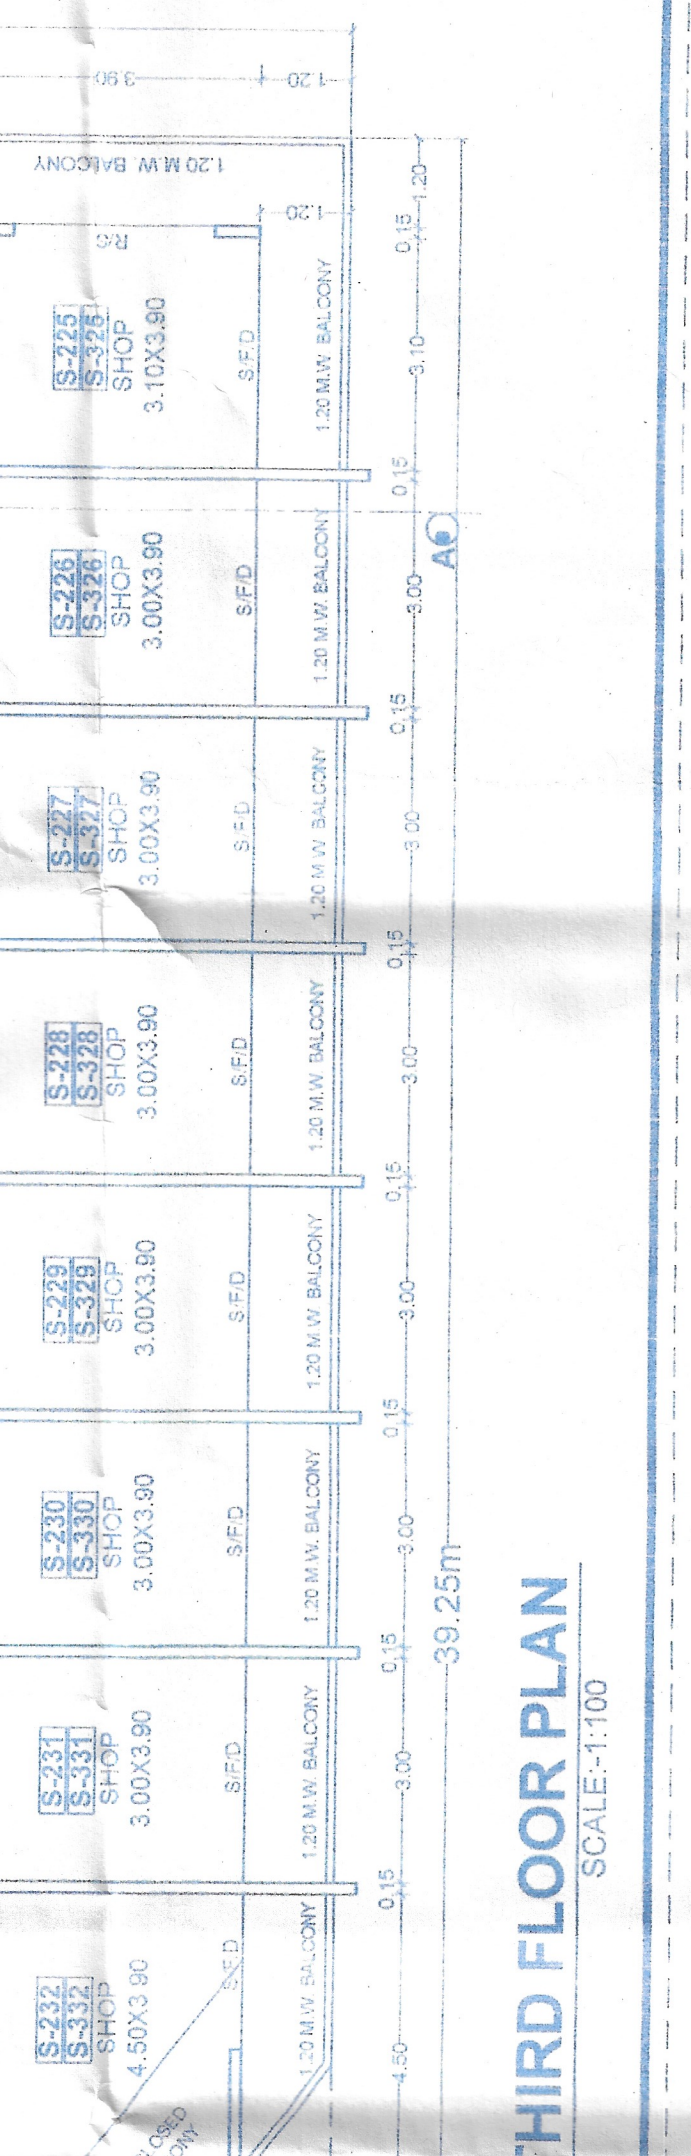 3.90
1.20
1.20 M.W. BALCONY
1.20
R/S
S-225
S-325
SHOP
3.10X3.90
S/F/D
1.20 M.W. BALCONY
1.20
0.15
3.10
0.15
S-226
S-326
SHOP
3.00X3.90
S/F/D
1.20 M.W. BALCONY
3.00
A
0.15
S-227
S-327
SHOP
3.00X3.90
S/F/D
1.20 M.W. BALCONY
3.00
0.15
S-228
S-328
SHOP
3.00X3.90
S/F/D
1.20 M.W. BALCONY
3.00
0.15
S-229
S-329
SHOP
3.00X3.90
S/F/D
1.20 M.W. BALCONY
3.00
0.15
S-230
S-330
SHOP
3.00X3.90
S/F/D
1.20 M.W. BALCONY
3.00
39.25m
0.15
S-231
S-331
SHOP
3.00X3.90
S/F/D
1.20 M.W. BALCONY
3.00
0.15
S-232
S-332
SHOP
4.50X3.90
S/F/D
1.20 M.W. BALCONY
4.50
THIRD FLOOR PLAN
SCALE:-1:100